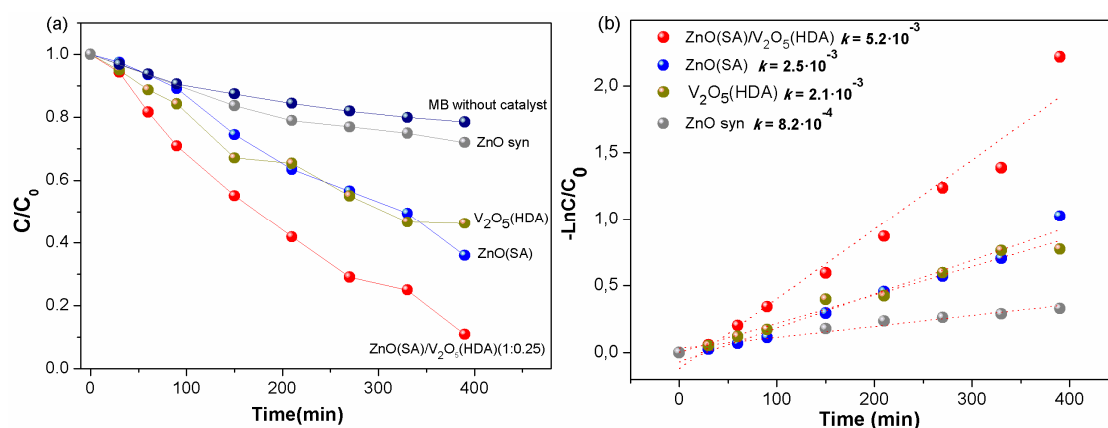 (a)
1.0
0.8
0.6
0.4
0.2
0.0
C/C₀
MB without catalyst
ZnO syn
V₂O₅(HDA)
ZnO(SA)
ZnO(SA)/V₂O₅(HDA)(1:0.25)
0 100 200 300 400
Time(min)
(b)
ZnO(SA)/V₂O₅(HDA) k = 5.2·10⁻³
ZnO(SA) k = 2.5·10⁻³
V₂O₅(HDA) k = 2.1·10⁻³
ZnO syn k = 8.2·10⁻⁴
2,0
1,5
1,0
0,5
0,0
-LnC/C₀
0 100 200 300 400
Time (min)